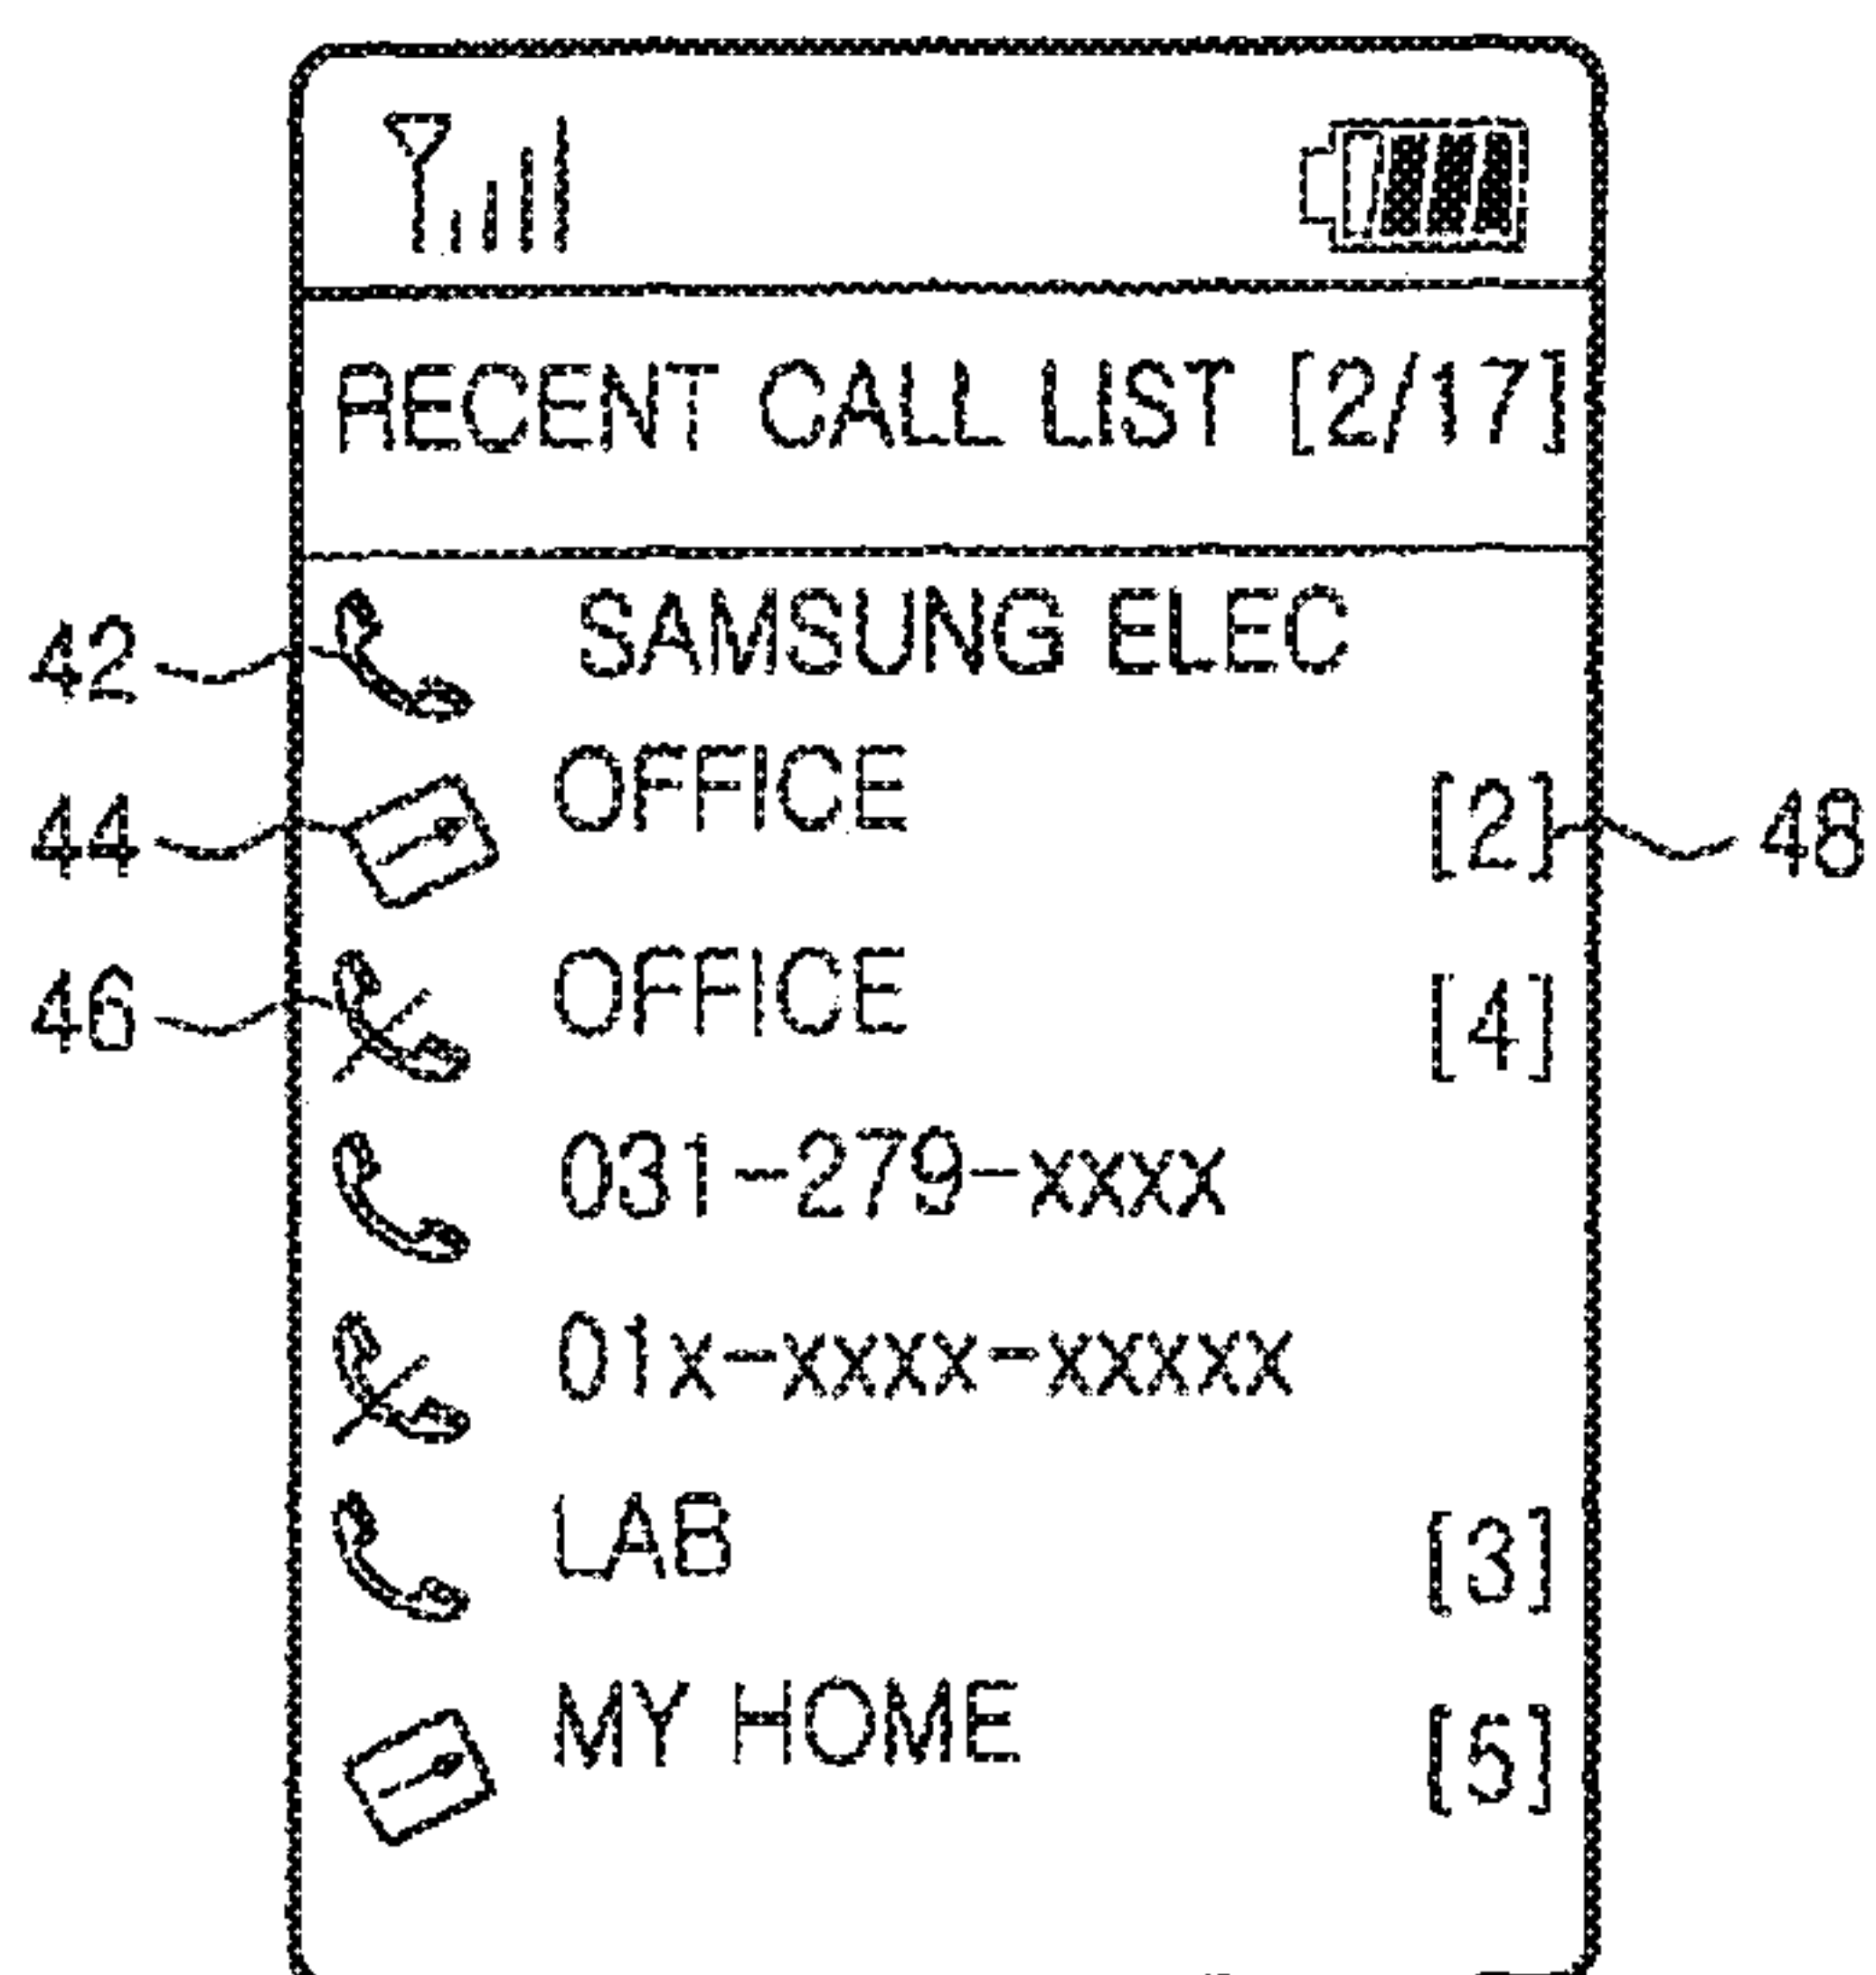 RECENT CALL LIST [2/17]
42 SAMSUNG ELEC
44 OFFICE [2] 48
46 OFFICE [4]
031-279-xxxx
01x-xxxx-xxxxx
LAB [3]
MY HOME [5]